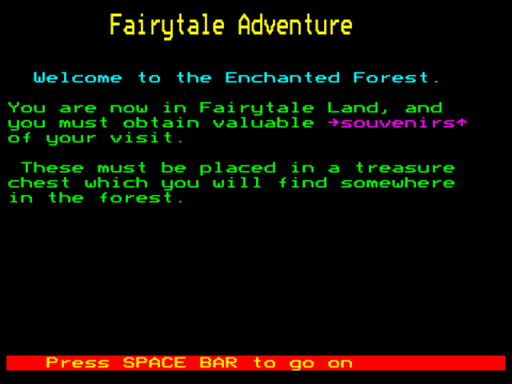 Fairytale Adventure
Welcome to the Enchanted Forest.
You are now in Fairytale Land, and
you must obtain valuable →souvenirs↑
of your visit.
These must be placed in a treasure
chest which you will find somewhere
in the forest.
Press SPACE BAR to go on